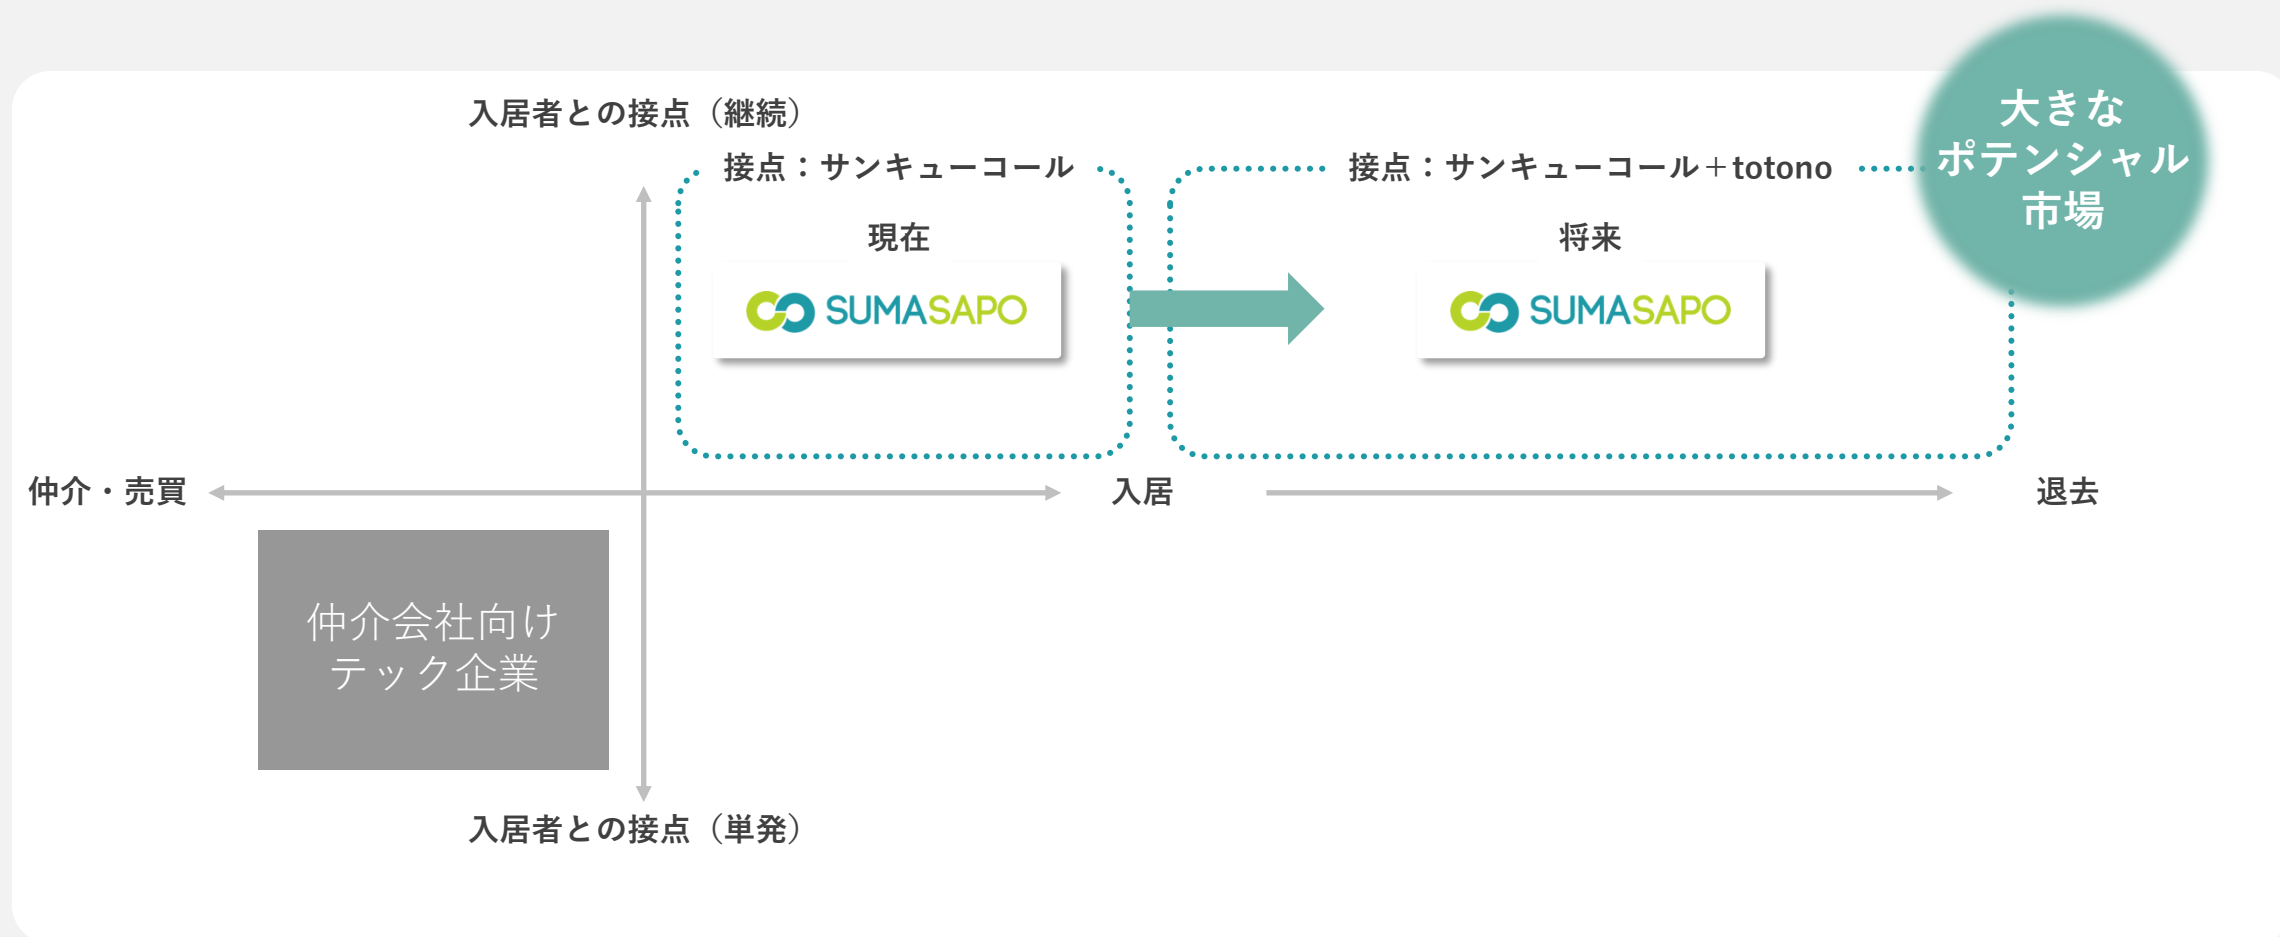 大きな
ポテンシャル
市場
入居者との接点（継続）
接点：サンキューコール
接点：サンキューコール＋totono
現在
将来
SUMASAPO
SUMASAPO
仲介・売買
入居
退去
仲介会社向け
テック企業
入居者との接点（単発）